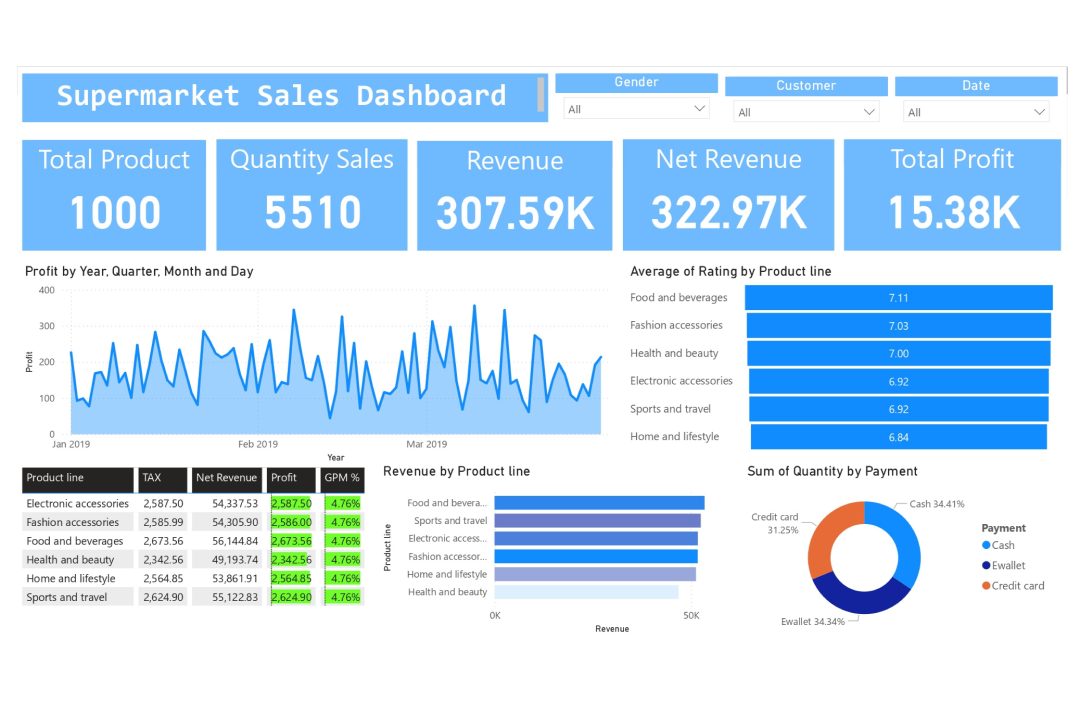 Supermarket Sales Dashboard
Gender
All
Customer
All
Date
All
Total Product
1000
Quantity Sales
5510
Revenue
307.59K
Net Revenue
322.97K
Total Profit
15.38K
Profit by Year, Quarter, Month and Day
Profit
400
300
200
100
0
Jan 2019
Feb 2019
Mar 2019
Year
Average of Rating by Product line
Food and beverages 7.11
Fashion accessories 7.03
Health and beauty 7.00
Electronic accessories 6.92
Sports and travel 6.92
Home and lifestyle 6.84
Product line TAX Net Revenue Profit GPM %
Electronic accessories 2,587.50 54,337.53 2,587.50 4.76%
Fashion accessories 2,585.99 54,305.90 2,586.00 4.76%
Food and beverages 2,673.56 56,144.84 2,673.56 4.76%
Health and beauty 2,342.56 49,193.74 2,342.56 4.76%
Home and lifestyle 2,564.85 53,861.91 2,564.85 4.76%
Sports and travel 2,624.90 55,122.83 2,624.90 4.76%
Revenue by Product line
Product line
Food and bevera...
Sports and travel
Electronic access...
Fashion accessor...
Home and lifestyle
Health and beauty
0K
50K
Revenue
Sum of Quantity by Payment
Cash 34.41%
Credit card
31.25%
Ewallet 34.34%
Payment
Cash
Ewallet
Credit card